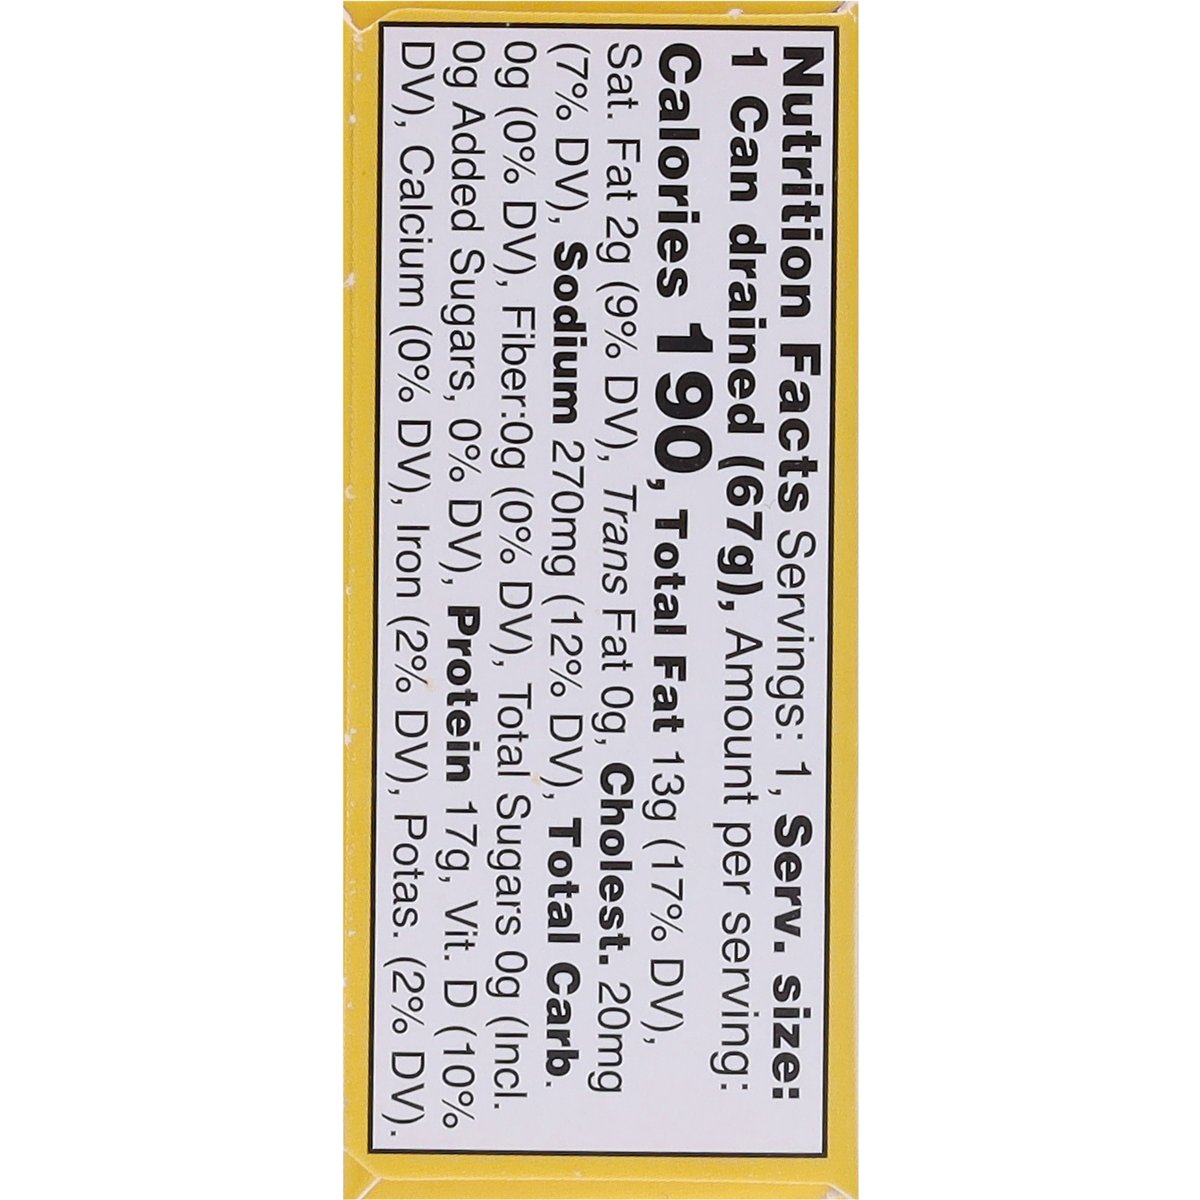 Nutrition Facts Servings: 1, Serv. size:
1 Can drained (67g), Amount per serving:
Calories 190, Total Fat 13g (17% DV),
Sat. Fat 2g (9% DV), Trans Fat 0g, Cholest. 20mg
(7% DV), Sodium 270mg (12% DV), Total Carb.
0g (0% DV), Fiber:0g (0% DV), Total Sugars 0g (Incl.
0g Added Sugars, 0% DV), Protein 17g, Vit. D (10%
DV), Calcium (0% DV), Iron (2% DV), Potas. (2% DV).